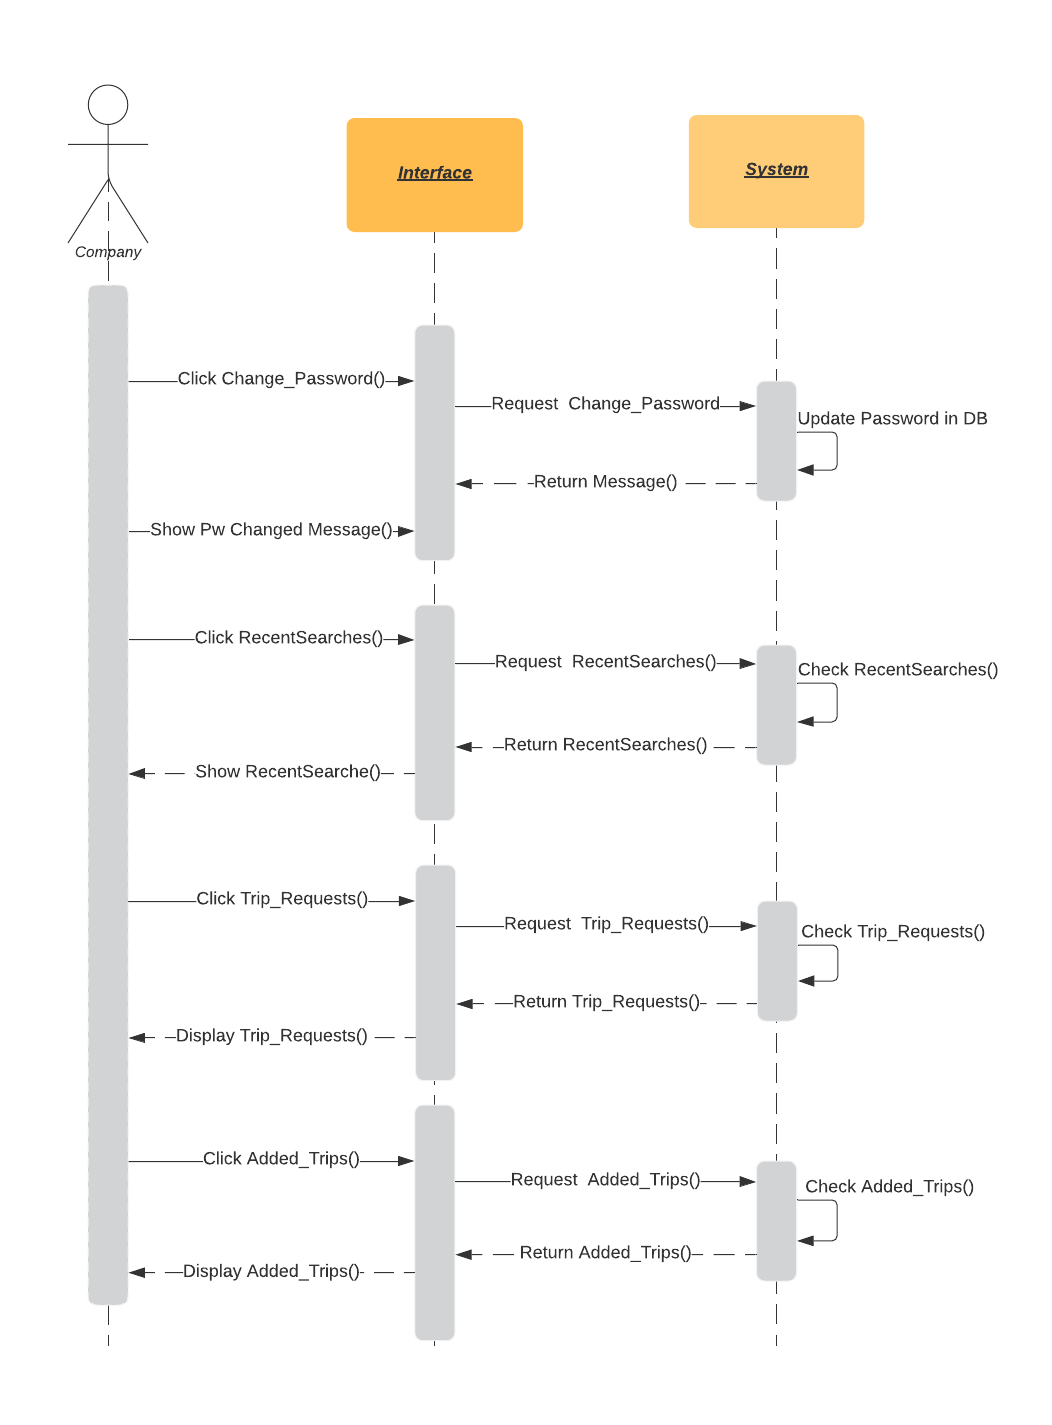 Interface
System
Company
Click Change_Password()
Request  Change_Password
Update Password in DB
Return Message()
Show Pw Changed Message()
Click RecentSearches()
Request  RecentSearches()
Check RecentSearches()
Return RecentSearches()
Show RecentSearche()
Click Trip_Requests()
Request  Trip_Requests()
Check Trip_Requests()
Return Trip_Requests()
Display Trip_Requests()
Click Added_Trips()
Request  Added_Trips()
Check Added_Trips()
Return Added_Trips()
Display Added_Trips()